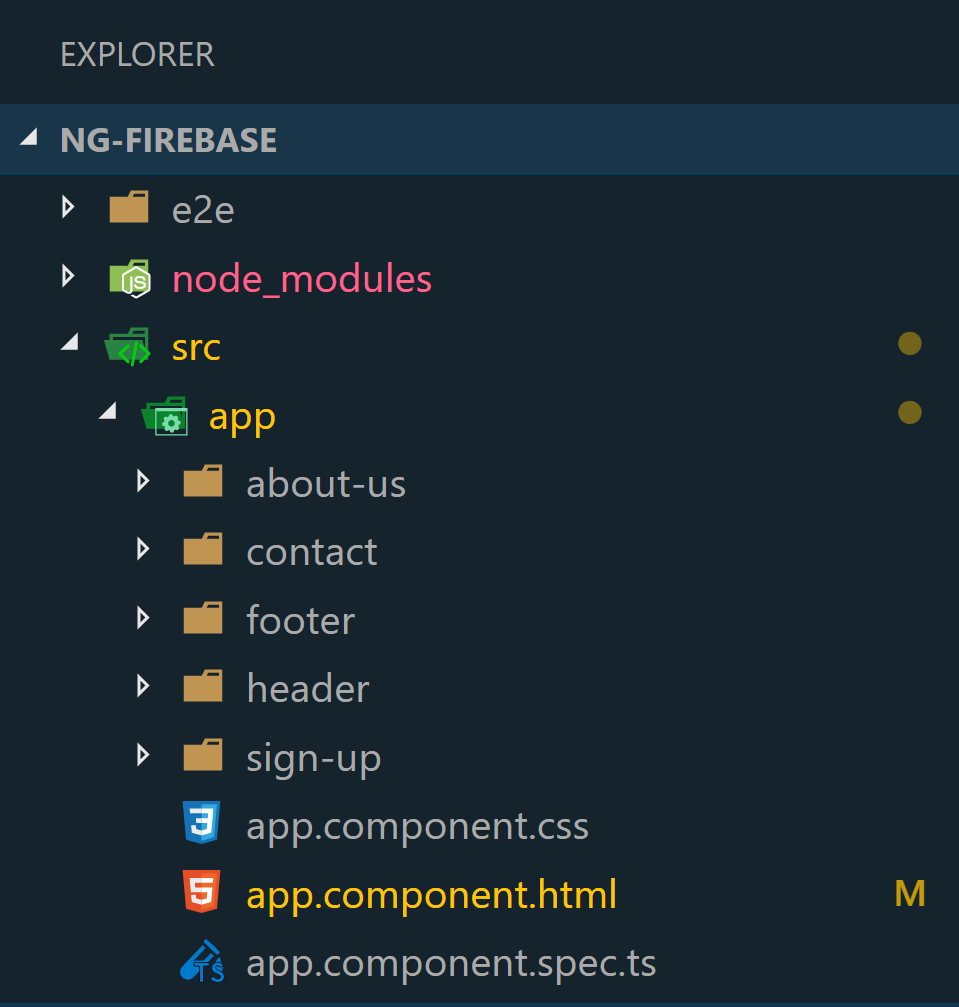 EXPLORER
NG-FIREBASE
e2e
node_modules
src
app
about-us
contact
footer
header
sign-up
app.component.css
app.component.html M
app.component.spec.ts